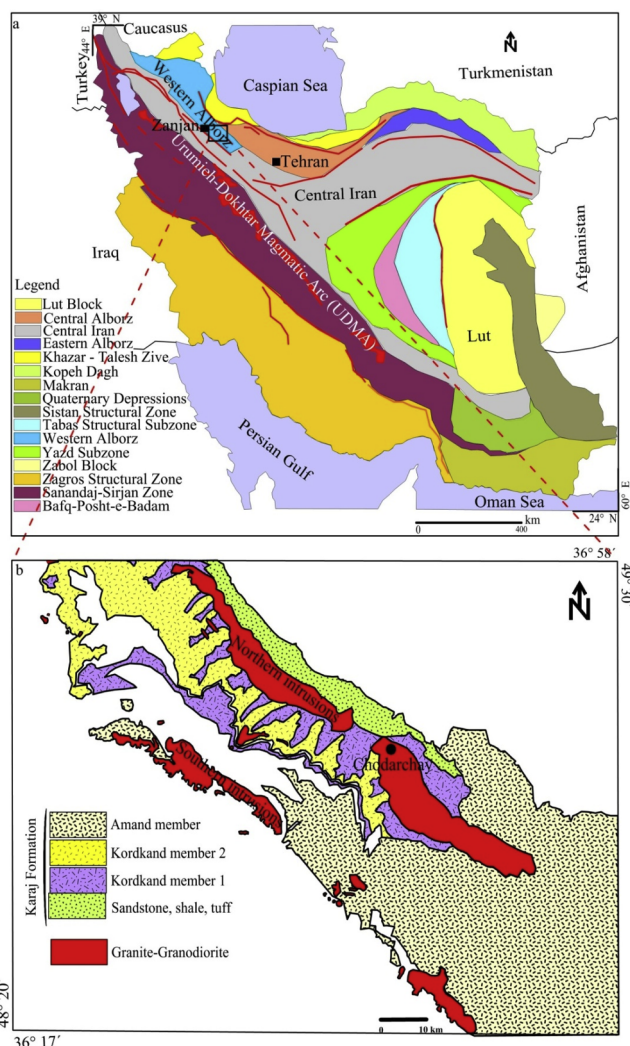 a
39° N
44° E
Caucasus
Turkey
Caspian Sea
N
Turkmenistan
Western Alborz
Zanjan
Tehran
Central Iran
Urumieh-Dokhtar Magmatic Arc (UDMA)
Iraq
Afghanistan
Lut
Persian Gulf
Oman Sea
Legend
Lut Block
Central Alborz
Central Iran
Eastern Alborz
Khazar - Talesh Zive
Kopeh Dagh
Makran
Quaternary Depressions
Sistan Structural Zone
Tabas Structural Subzone
Western Alborz
Yazd Subzone
Zabol Block
Zagros Structural Zone
Sanandaj-Sirjan Zone
Bafq-Posht-e-Badam
0 400
km
24° N
60° E
36° 58´
b
49° 30
N
Northern intrusions
Southern intrusions
Chodarchay
Karaj Formation
Amand member
Kordkand member 2
Kordkand member 1
Sandstone, shale, tuff
Granite-Granodiorite
0 10 km
48° 20´
36° 17´